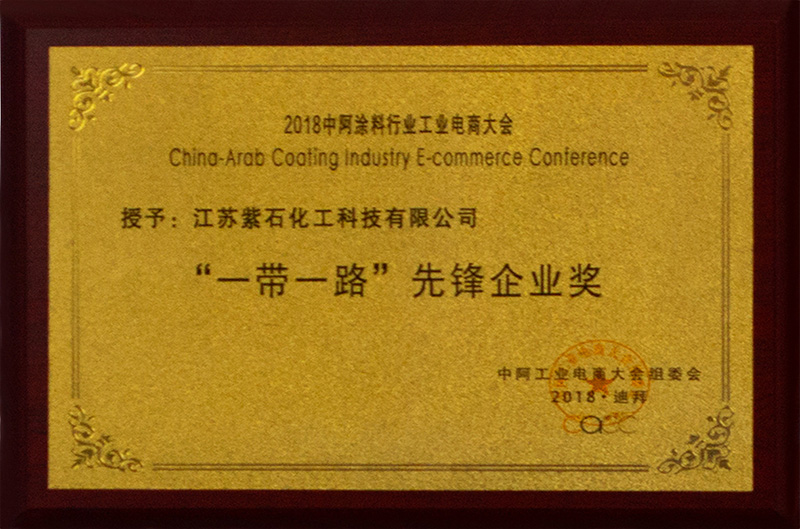 2018中阿涂料行业工业电商大会
China-Arab Coating Industry E-commerce Conference
授予：江苏紫石化工科技有限公司
“一带一路”先锋企业奖
中阿工业电商大会组委会
2018·迪拜
cacc